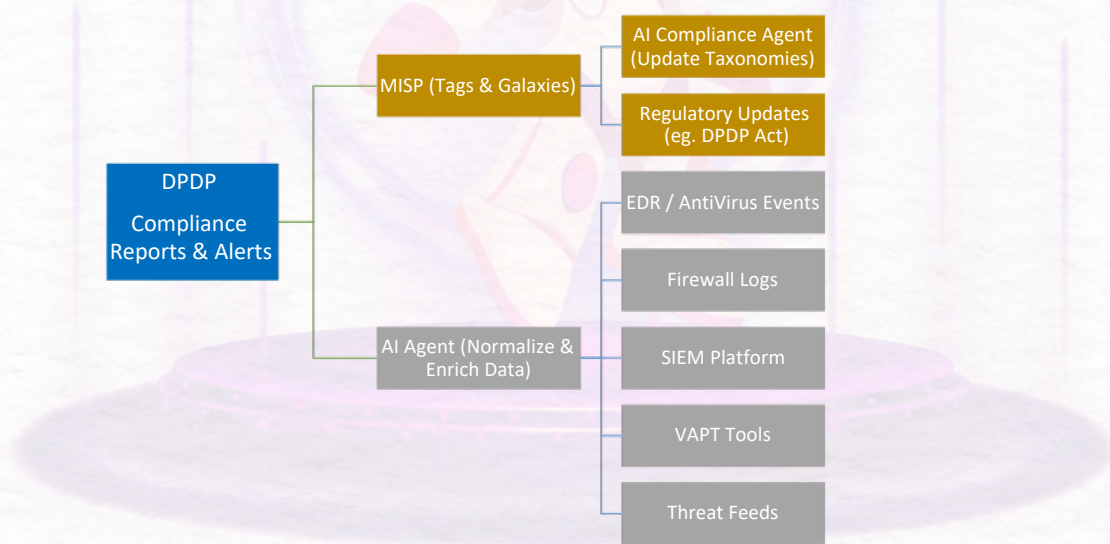 AI Compliance Agent
(Update Taxonomies)
MISP (Tags & Galaxies)
Regulatory Updates
(eg. DPDP Act)
DPDP
Compliance
Reports & Alerts
EDR / AntiVirus Events
Firewall Logs
AI Agent (Normalize &
Enrich Data)
SIEM Platform
VAPT Tools
Threat Feeds